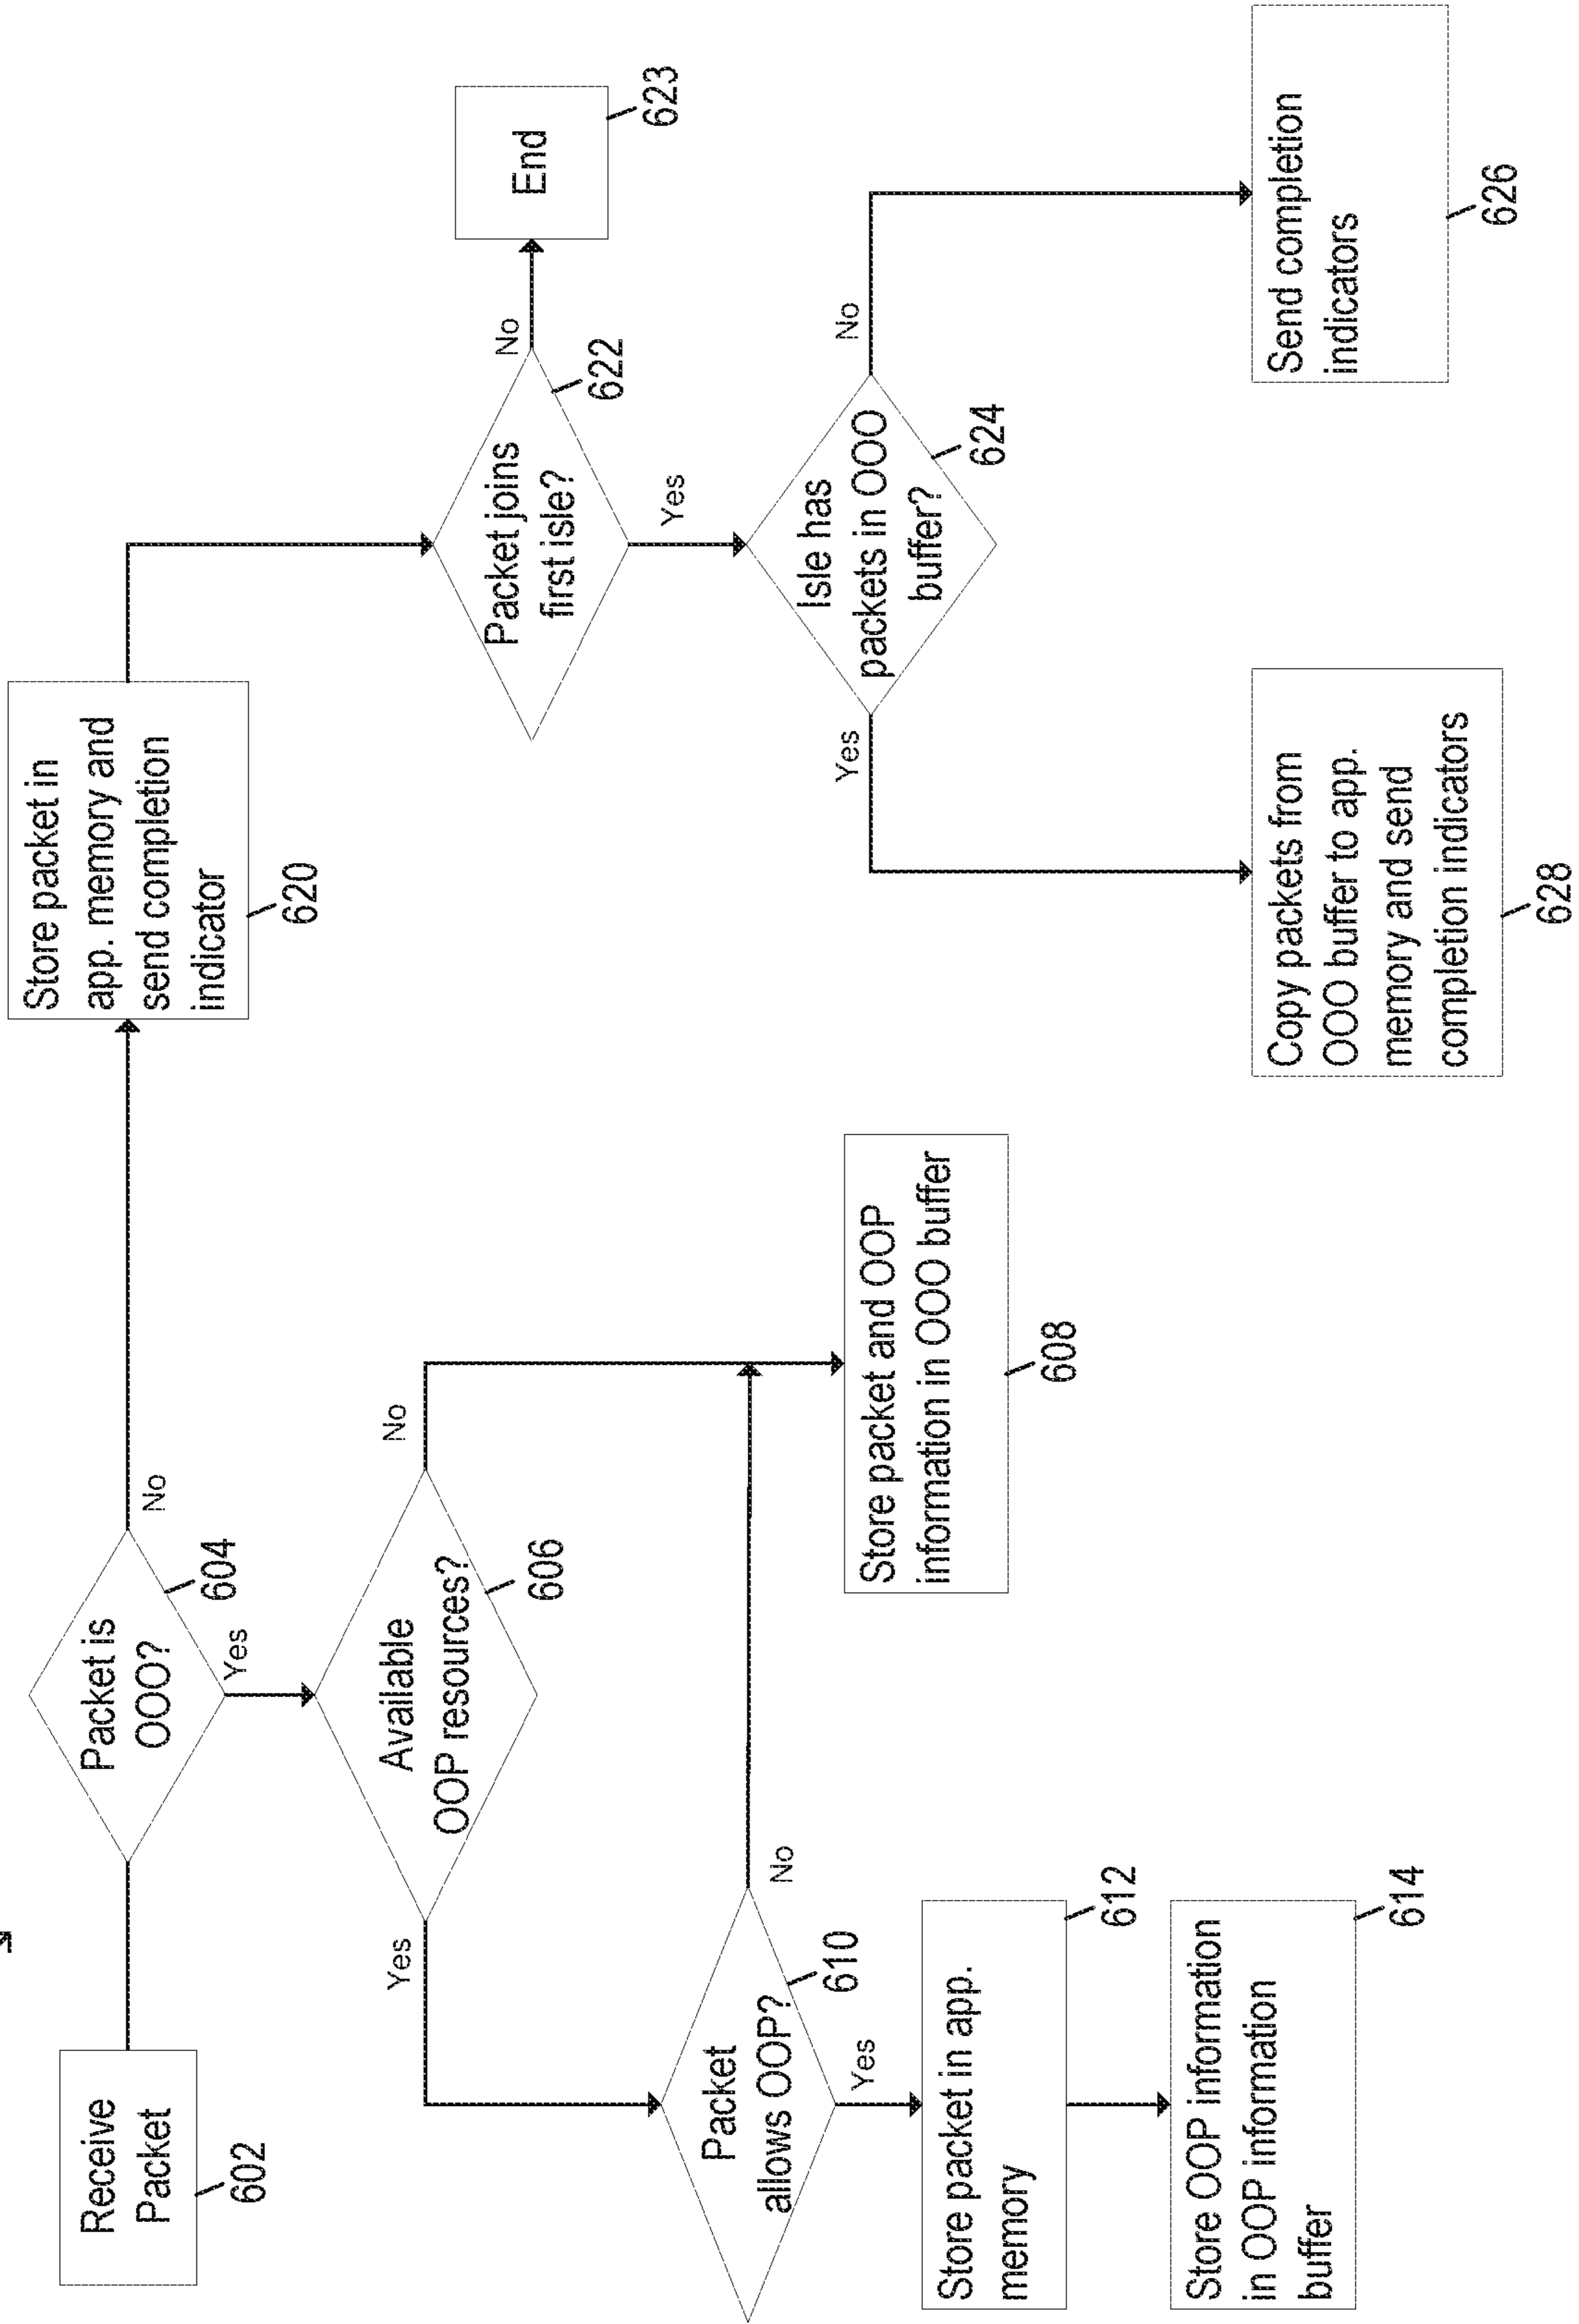 Receive
Packet
602
Packet is
OOO?
604
No
Yes
Store packet in
app. memory and
send completion
indicator
620
Available
OOP resources?
606
Yes
No
Packet
allows OOP?
610
No
Yes
Store packet and OOP
information in OOO buffer
608
Store packet in app.
memory
612
Store OOP information
in OOP information
buffer
614
Packet joins
first isle?
622
No
End
623
Yes
Isle has
packets in OOO
buffer?
624
Yes
No
Copy packets from
OOO buffer to app.
memory and send
completion indicators
628
Send completion
indicators
626